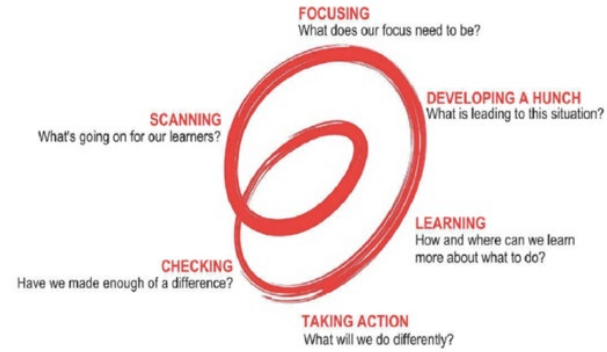 FOCUSING
What does our focus need to be?
DEVELOPING A HUNCH
What is leading to this situation?
SCANNING
What's going on for our learners?
LEARNING
How and where can we learn
more about what to do?
CHECKING
Have we made enough of a difference?
TAKING ACTION
What will we do differently?